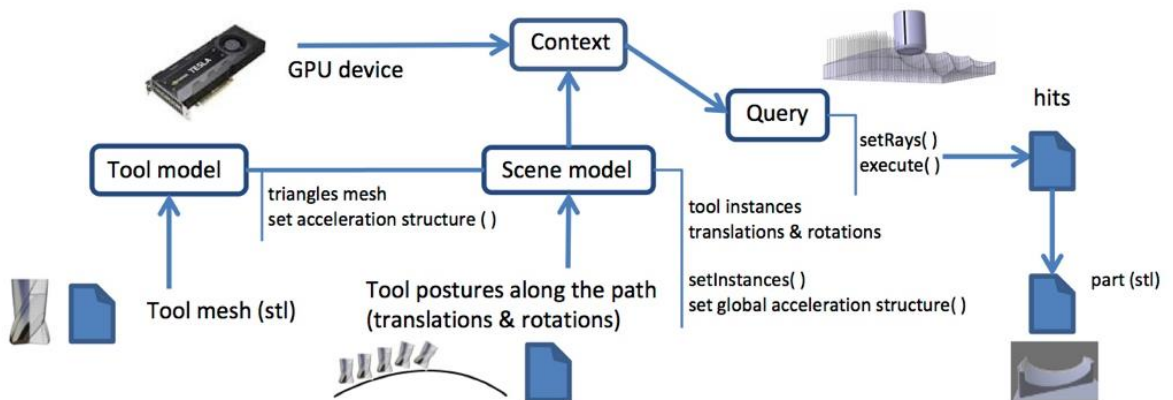 Context
GPU device
TESLA
hits
Query
setRays( )
execute( )
Tool model
Scene model
triangles mesh
set acceleration structure ( )
tool instances
translations & rotations
setInstances( )
set global acceleration structure( )
Tool mesh (stl)
Tool postures along the path
(translations & rotations)
part (stl)